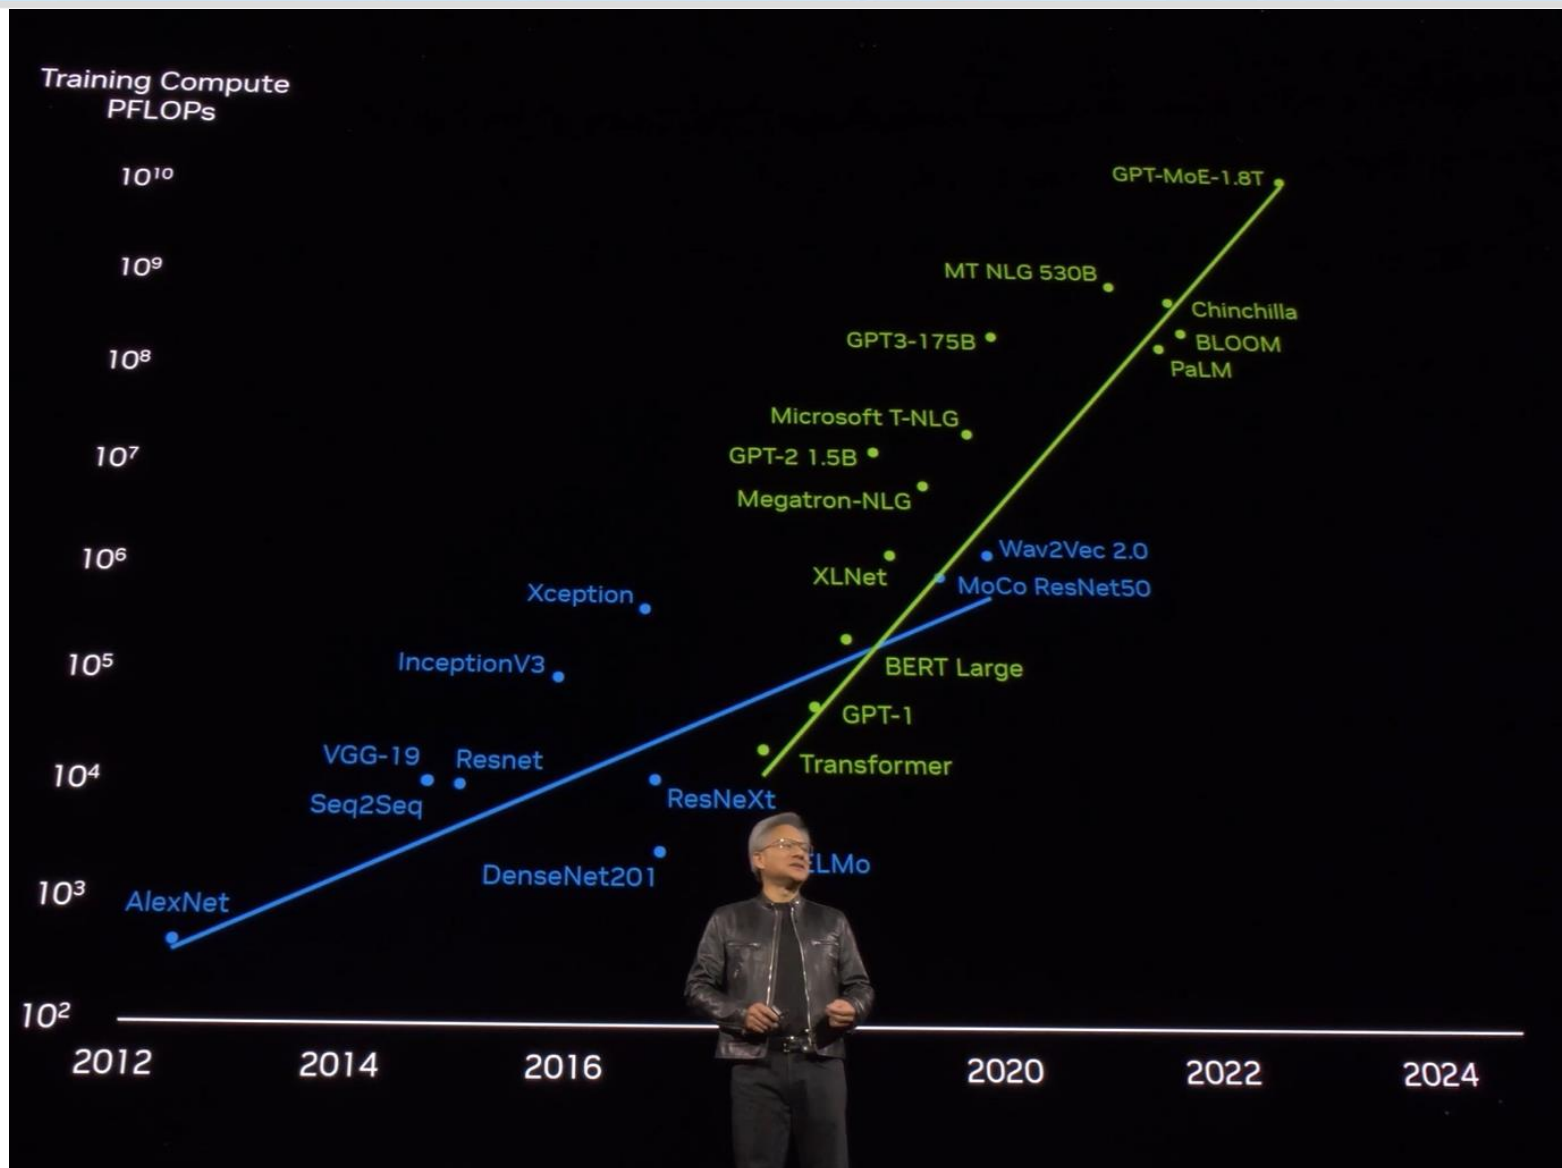 Training Compute
PFLOPs
10¹⁰
GPT-MoE-1.8T
10⁹
MT NLG 530B
Chinchilla
GPT3-175B
BLOOM
10⁸
PaLM
Microsoft T-NLG
10⁷
GPT-2 1.5B
Megatron-NLG
10⁶
Wav2Vec 2.0
XLNet
MoCo ResNet50
Xception
10⁵
InceptionV3
BERT Large
GPT-1
VGG-19
Resnet
Transformer
10⁴
Seq2Seq
ResNeXt
ELMo
DenseNet201
10³
AlexNet
10²
2012
2014
2016
2020
2022
2024